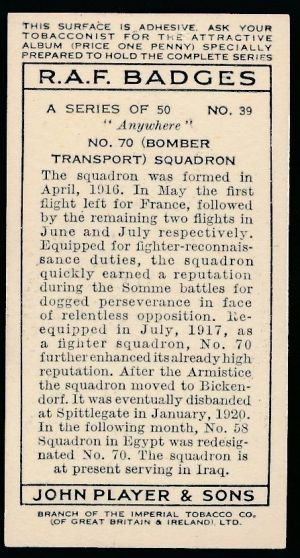 THIS SURFACE IS ADHESIVE. ASK YOUR
TOBACCONIST FOR THE ATTRACTIVE
ALBUM (PRICE ONE PENNY) SPECIALLY
PREPARED TO HOLD THE COMPLETE SERIES
R.A.F. BADGES
A SERIES OF 50 NO. 39
"Anywhere"
NO. 70 (BOMBER
TRANSPORT) SQUADRON
The squadron was formed in
April, 1916. In May the first
flight left for France, followed
by the remaining two flights in
June and July respectively.
Equipped for fighter-reconnais-
sance duties, the squadron
quickly earned a reputation
during the Somme battles for
dogged perseverance in face
of relentless opposition. Re-
equipped in July, 1917, as
a fighter squadron, No. 70
further enhanced its already high
reputation. After the Armistice
the squadron moved to Bicken-
dorf. It was eventually disbanded
at Spittlegate in January, 1920.
In the following month, No. 58
Squadron in Egypt was redesig-
nated No. 70. The squadron is
at present serving in Iraq.
JOHN PLAYER & SONS
BRANCH OF THE IMPERIAL TOBACCO CO.
(OF GREAT BRITAIN & IRELAND), LTD.